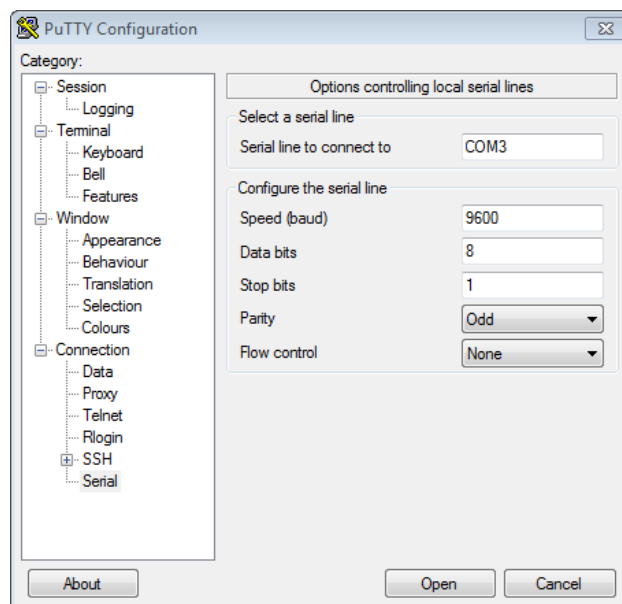 PuTTY Configuration
Category:
Session
Logging
Terminal
Keyboard
Bell
Features
Window
Appearance
Behaviour
Translation
Selection
Colours
Connection
Data
Proxy
Telnet
Rlogin
SSH
Serial
Options controlling local serial lines
Select a serial line
Serial line to connect to COM3
Configure the serial line
Speed (baud) 9600
Data bits 8
Stop bits 1
Parity Odd
Flow control None
About Open Cancel